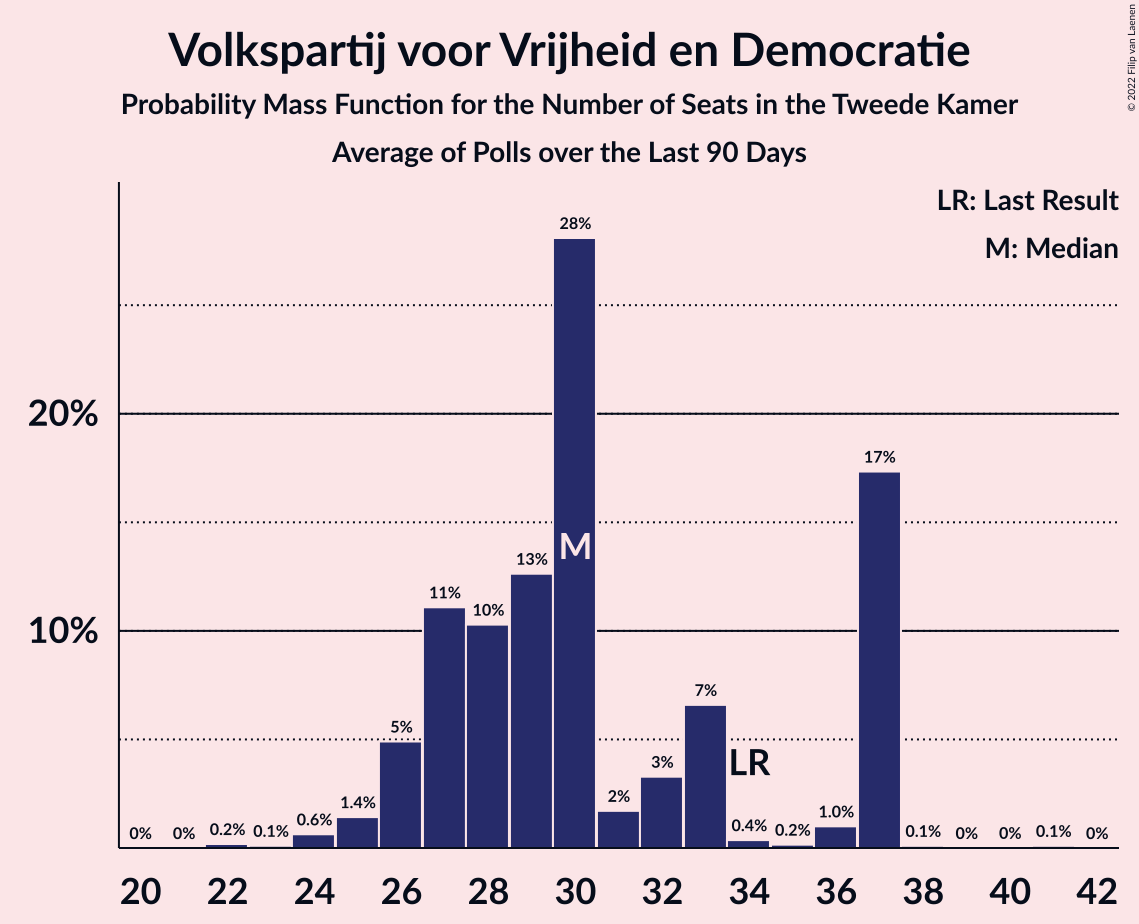 Volkspartij voor Vrijheid en Democratie
Probability Mass Function for the Number of Seats in the Tweede Kamer
Average of Polls over the Last 90 Days
© 2022 Filip van Laenen
LR: Last Result
M: Median
20%
10%
0%
0%
0.2%
0.1%
0.6%
1.4%
5%
11%
10%
13%
28%
M
2%
3%
7%
LR
0.4%
0.2%
1.0%
17%
0.1%
0%
0%
0.1%
0%
20 22 24 26 28 30 32 34 36 38 40 42